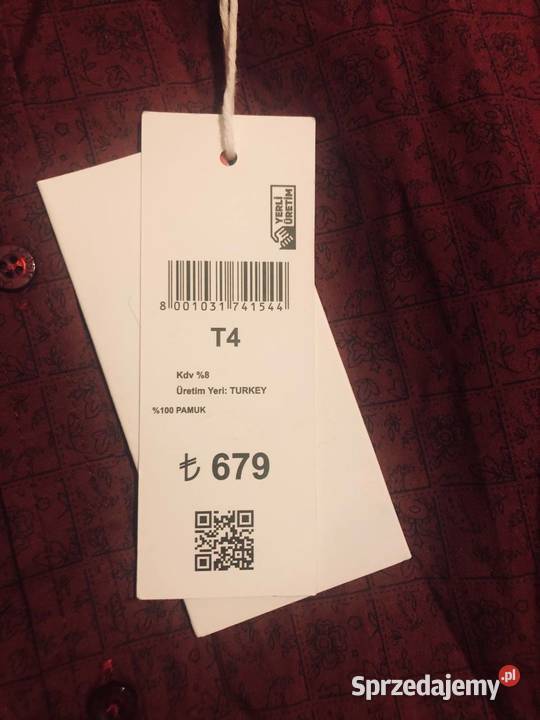 YERLİ
ÜRETİM
8 001031 741544
T4
Kdv %8
Üretim Yeri: TURKEY
%100 PAMUK
₺ 679
Sprzedajemy.pl